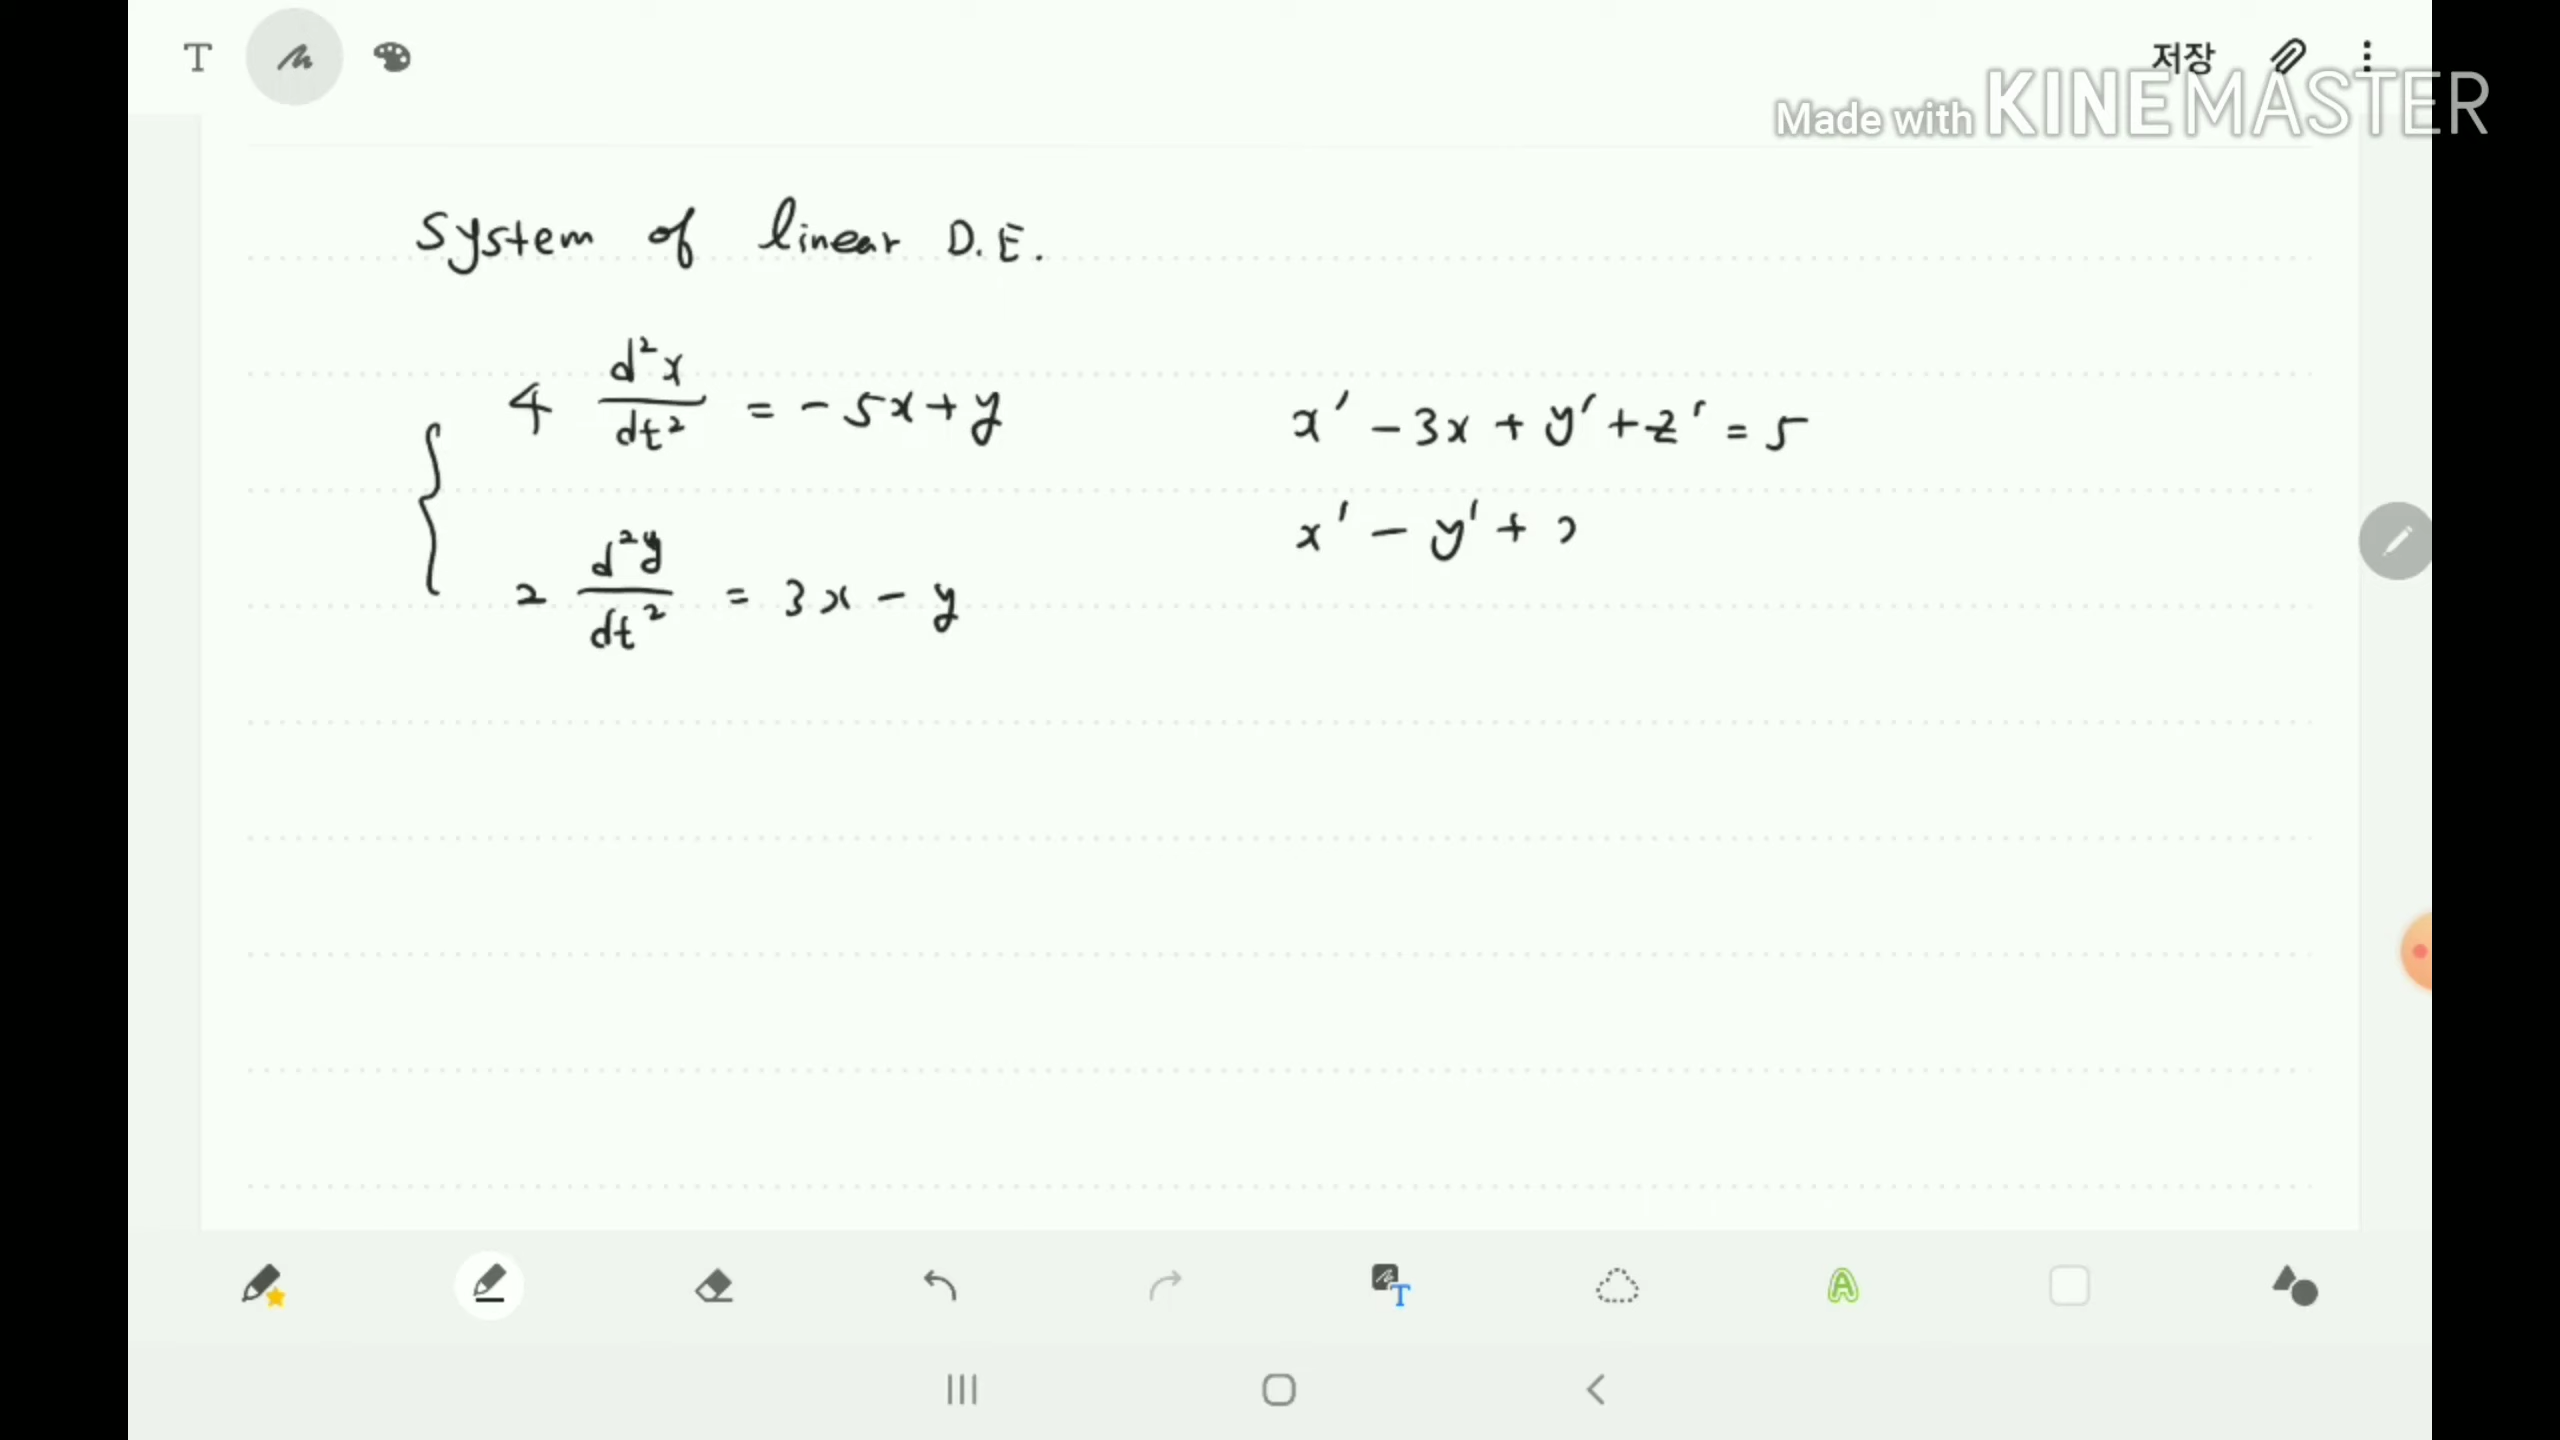 T
저장
Made with KINEMASTER
System of linear D.E.
4 d²x/dt² = -5x+y
2 d²y/dt² = 3x - y
x' - 3x + y' + z' = 5
x' - y' +